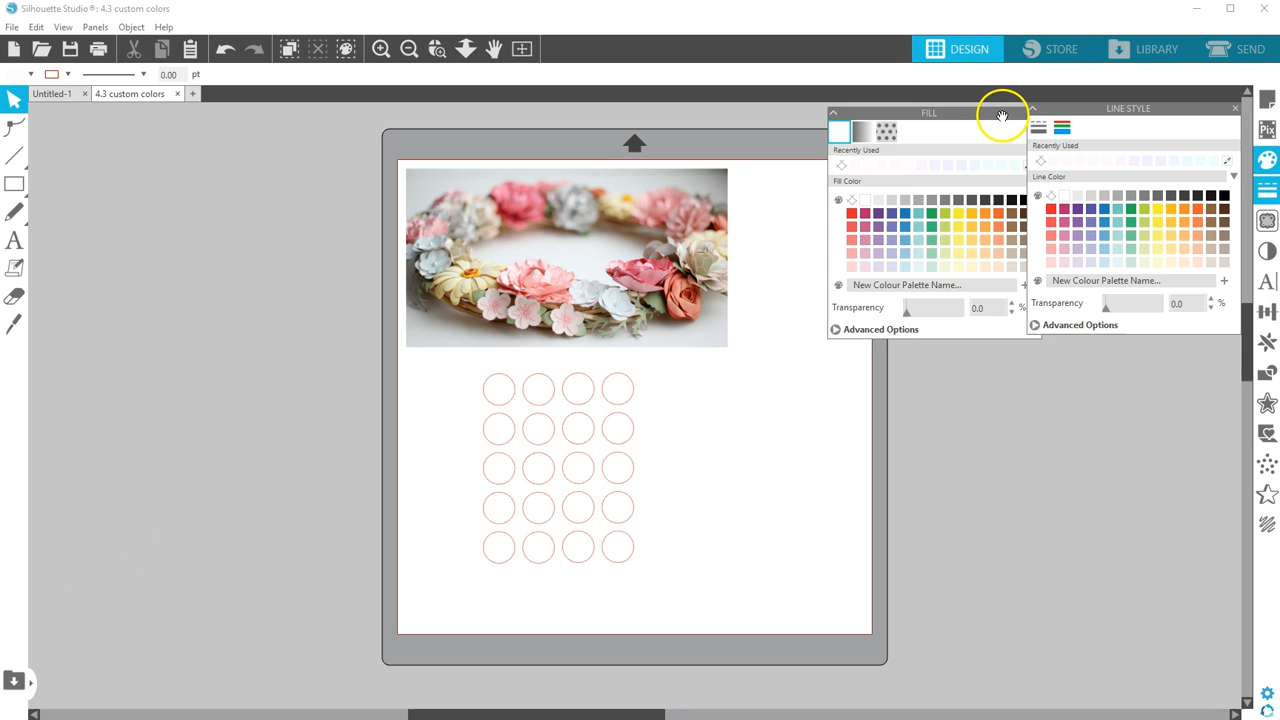 Silhouette Studio®: 4.3 custom colors
File Edit View Panels Object Help
DESIGN STORE LIBRARY SEND
0.00 pt
Untitled-1 × 4.3 custom colors × +
FILL
Recently Used
Fill Color
New Colour Palette Name...
Transparency 0.0 %
Advanced Options
LINE STYLE
Recently Used
Line Color
New Colour Palette Name... +
Transparency 0.0 %
Advanced Options
Pix